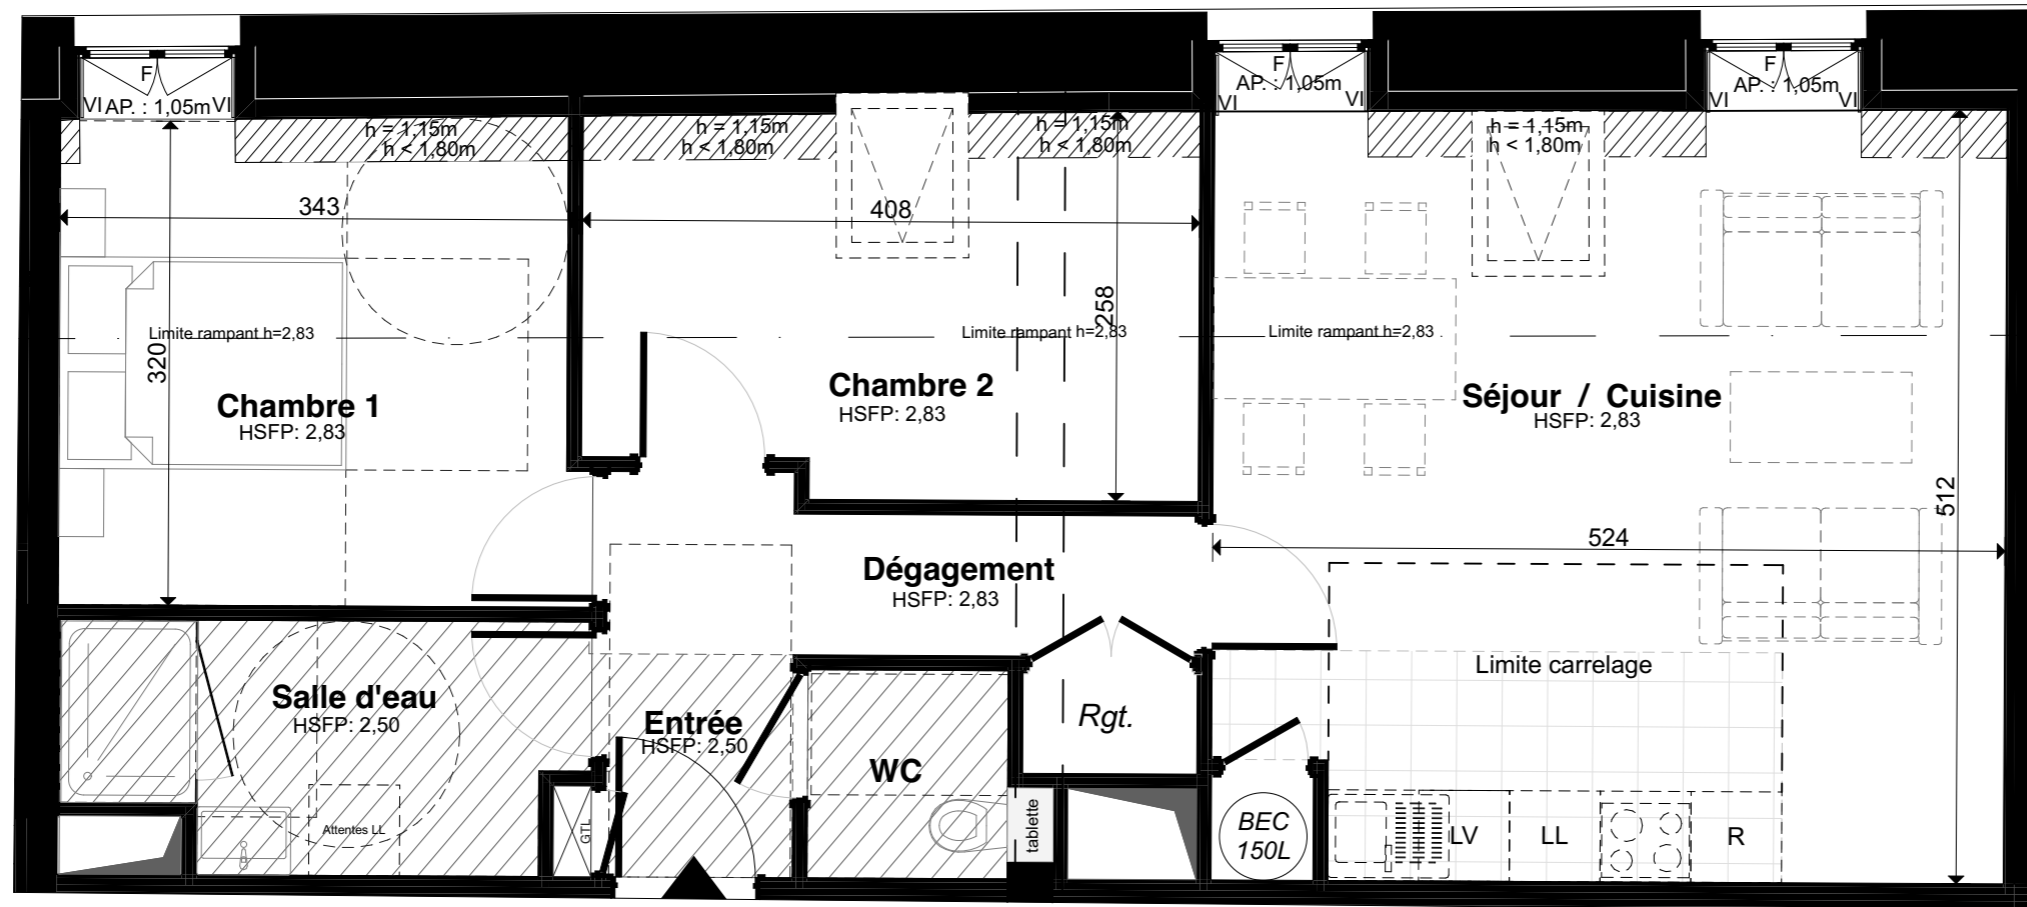 F
VI AP. : 1,05m VI
F
AP. : 1,05m
VI VI
F
AP. : 1,05m
VI VI
h = 1,15m
h < 1,80m
h = 1,15m
h < 1,80m
h = 1,15m
h < 1,80m
h = 1,15m
h < 1,80m
343
408
258
320
Limite rampant h=2,83
Limite rampant h=2,83
Limite rampant h=2,83
Chambre 1
HSFP: 2,83
Chambre 2
HSFP: 2,83
Séjour / Cuisine
HSFP: 2,83
512
524
Dégagement
HSFP: 2,83
Limite carrelage
Salle d'eau
HSFP: 2,50
Entrée
HSFP: 2,50
WC
Rgt.
Attentes LL
GTL
tablette
BEC
150L
LV
LL
R